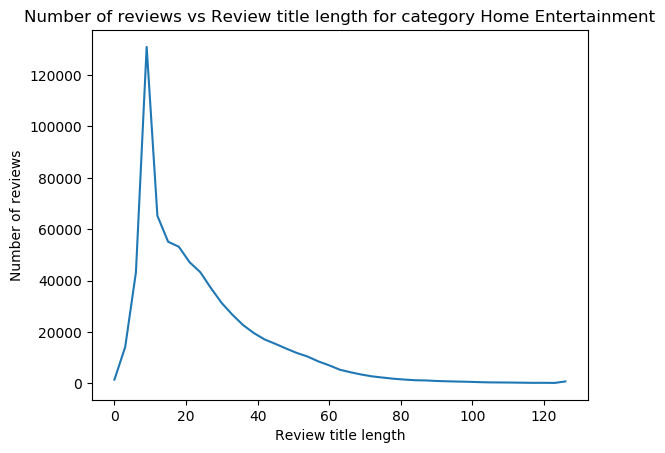 Number of reviews vs Review title length for category Home Entertainment
120000
100000
80000
60000
40000
20000
0
Number of reviews
0 20 40 60 80 100 120
Review title length